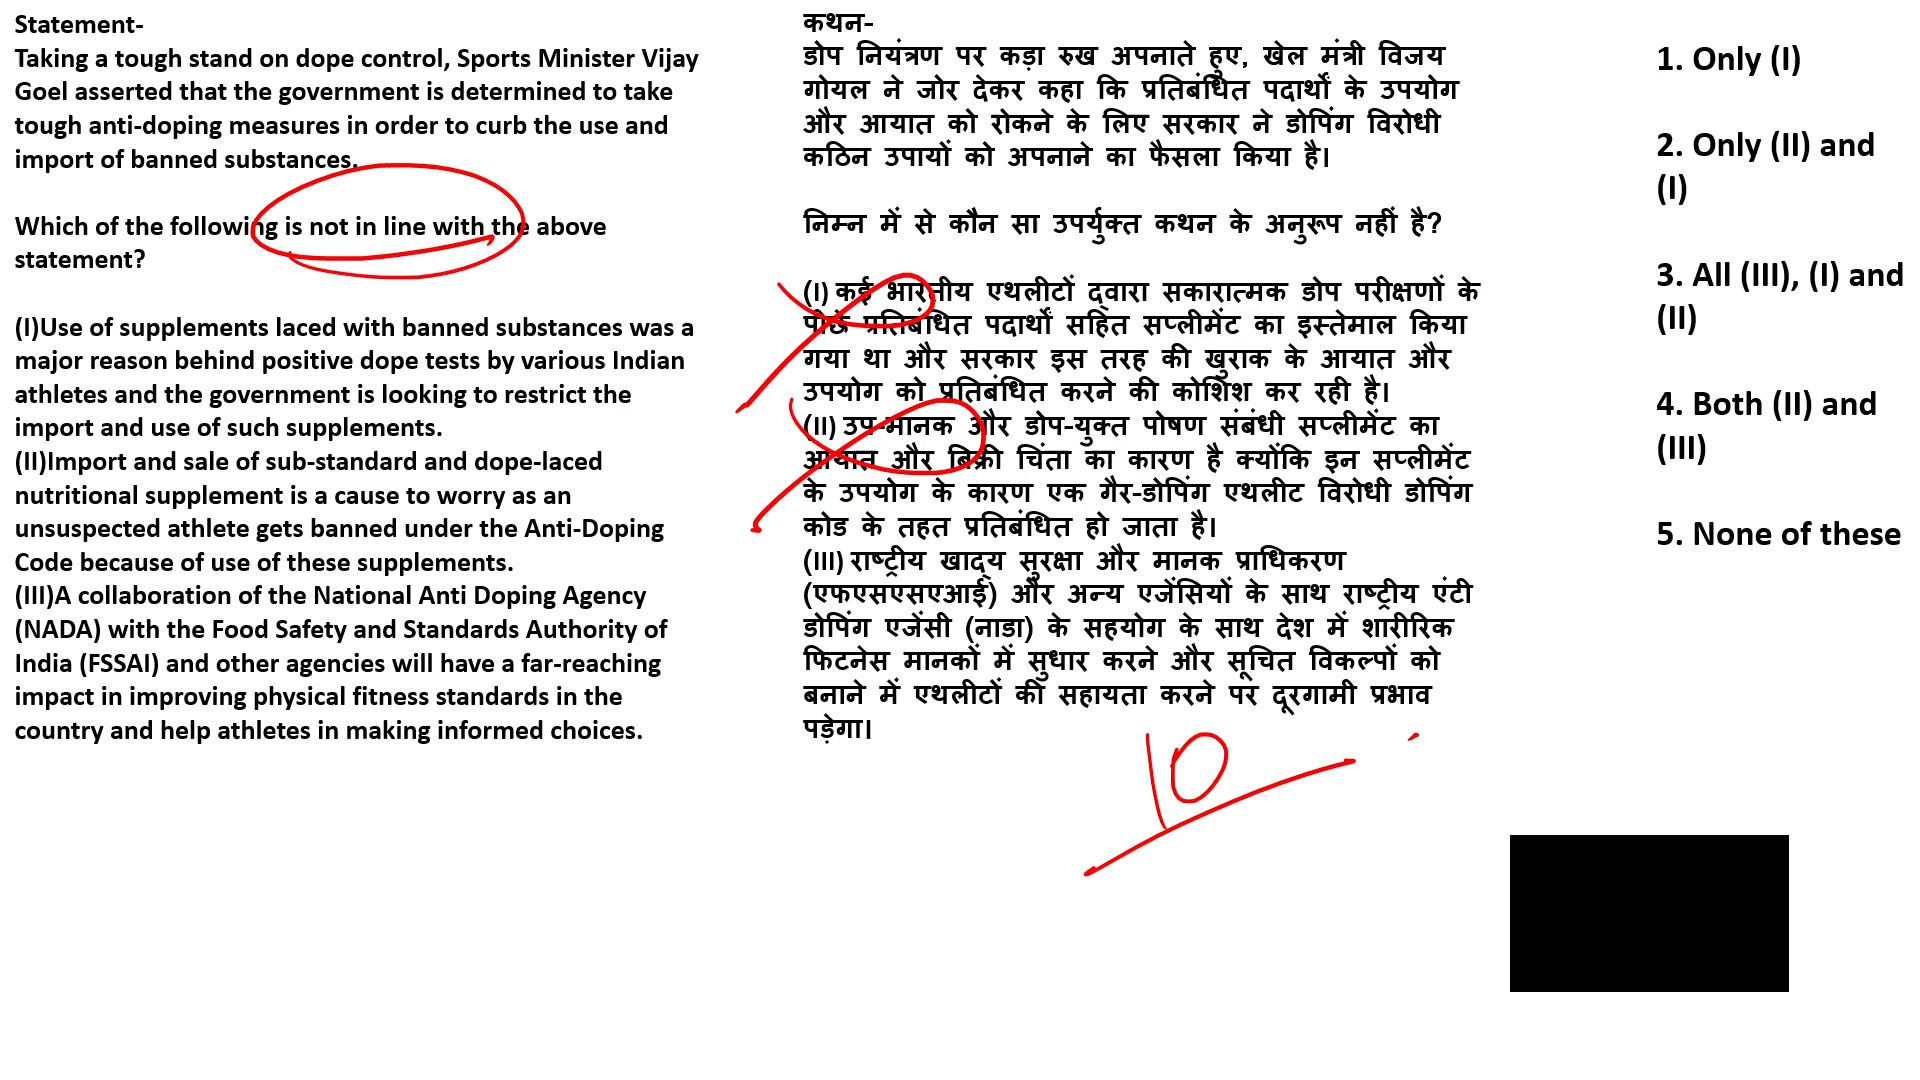 Statement-
Taking a tough stand on dope control, Sports Minister Vijay
Goel asserted that the government is determined to take
tough anti-doping measures in order to curb the use and
import of banned substances.
Which of the following is not in line with the above
statement?
(I)Use of supplements laced with banned substances was a
major reason behind positive dope tests by various Indian
athletes and the government is looking to restrict the
import and use of such supplements.
(II)Import and sale of sub-standard and dope-laced
nutritional supplement is a cause to worry as an
unsuspected athlete gets banned under the Anti-Doping
Code because of use of these supplements.
(III)A collaboration of the National Anti Doping Agency
(NADA) with the Food Safety and Standards Authority of
India (FSSAI) and other agencies will have a far-reaching
impact in improving physical fitness standards in the
country and help athletes in making informed choices.
कथन-
डोप नियंत्रण पर कड़ा रुख अपनाते हुए, खेल मंत्री विजय
गोयल ने जोर देकर कहा कि प्रतिबंधित पदार्थों के उपयोग
और आयात को रोकने के लिए सरकार ने डोपिंग विरोधी
कठिन उपायों को अपनाने का फैसला किया है।
निम्न में से कौन सा उपर्युक्त कथन के अनुरूप नहीं है?
(I) कई भारतीय एथलीटों द्वारा सकारात्मक डोप परीक्षणों के
पीछे प्रतिबंधित पदार्थों सहित सप्लीमेंट का इस्तेमाल किया
गया था और सरकार इस तरह की खुराक के आयात और
उपयोग को प्रतिबंधित करने की कोशिश कर रही है।
(II) उप-मानक और डोप-युक्त पोषण संबंधी सप्लीमेंट का
आयात और बिक्री चिंता का कारण है क्योंकि इन सप्लीमेंट
के उपयोग के कारण एक गैर-डोपिंग एथलीट विरोधी डोपिंग
कोड के तहत प्रतिबंधित हो जाता है।
(III) राष्ट्रीय खाद्य सुरक्षा और मानक प्राधिकरण
(एफएसएसएआई) और अन्य एजेंसियों के साथ राष्ट्रीय एंटी
डोपिंग एजेंसी (नाडा) के सहयोग के साथ देश में शारीरिक
फिटनेस मानकों में सुधार करने और सूचित विकल्पों को
बनाने में एथलीटों की सहायता करने पर दूरगामी प्रभाव
पड़ेगा।
1. Only (I)
2. Only (II) and
(I)
3. All (III), (I) and
(II)
4. Both (II) and
(III)
5. None of these